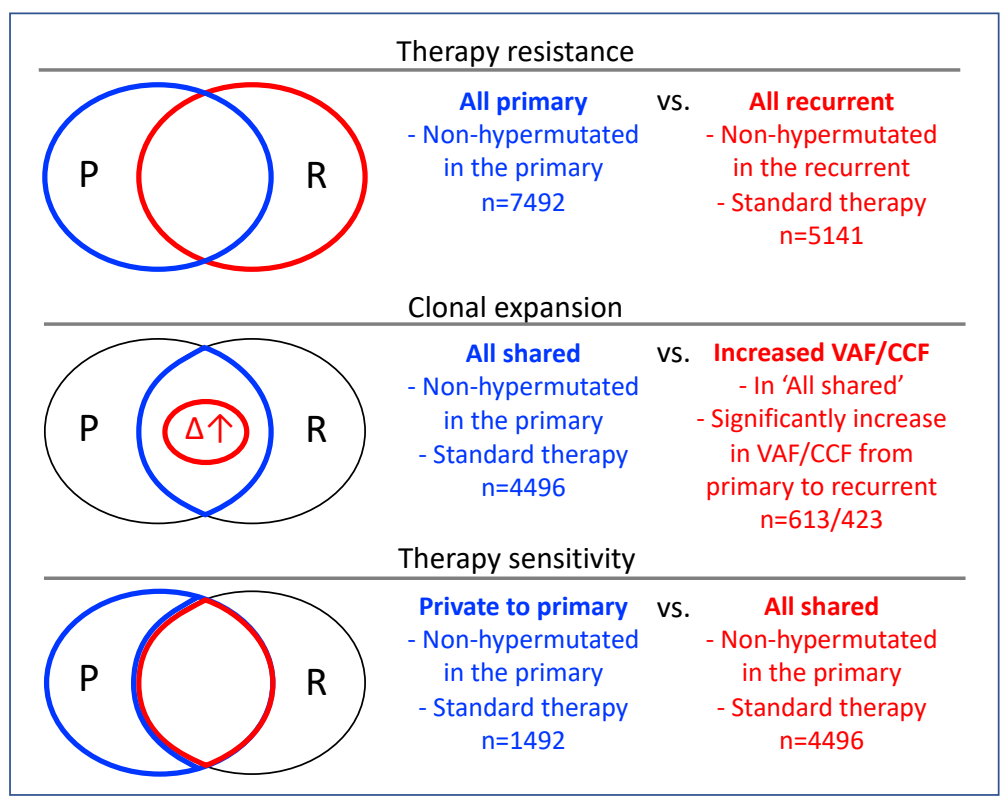 Therapy resistance
P
R
All primary
- Non-hypermutated
in the primary
n=7492
vs.
All recurrent
- Non-hypermutated
in the recurrent
- Standard therapy
n=5141
Clonal expansion
P
Δ↑
R
All shared
- Non-hypermutated
in the primary
- Standard therapy
n=4496
vs.
Increased VAF/CCF
- In ‘All shared’
- Significantly increase
in VAF/CCF from
primary to recurrent
n=613/423
Therapy sensitivity
P
R
Private to primary
- Non-hypermutated
in the primary
- Standard therapy
n=1492
vs.
All shared
- Non-hypermutated
in the primary
- Standard therapy
n=4496